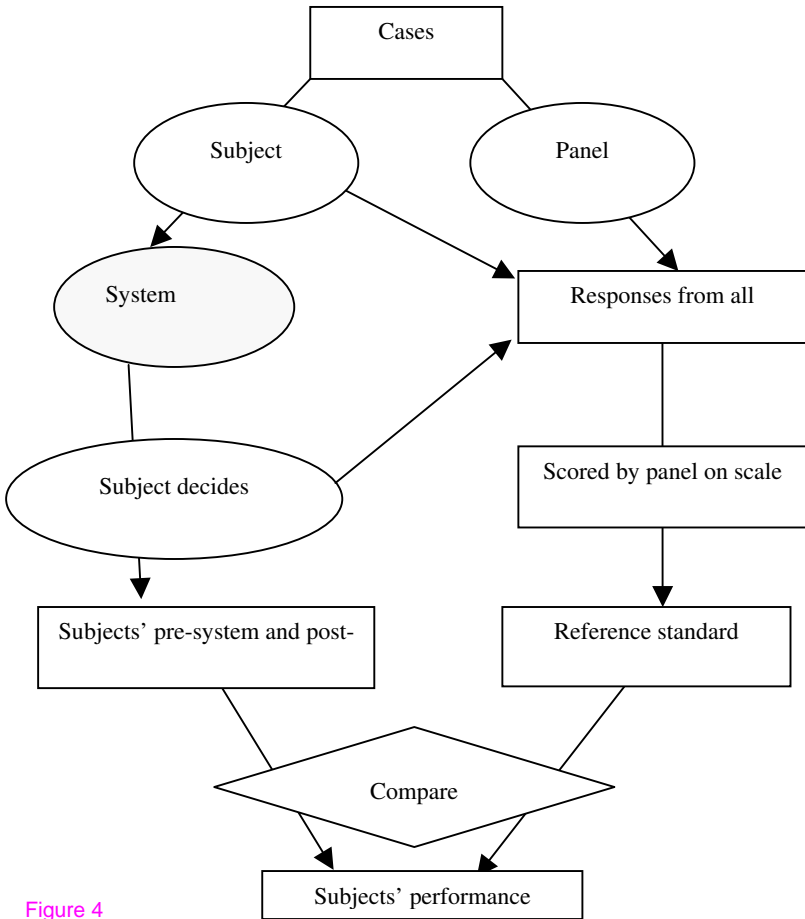 Cases
Subject
Panel
System
Responses from all
Subject decides
Scored by panel on scale
Subjects’ pre-system and post-
Reference standard
Compare
Subjects’ performance
Figure 4